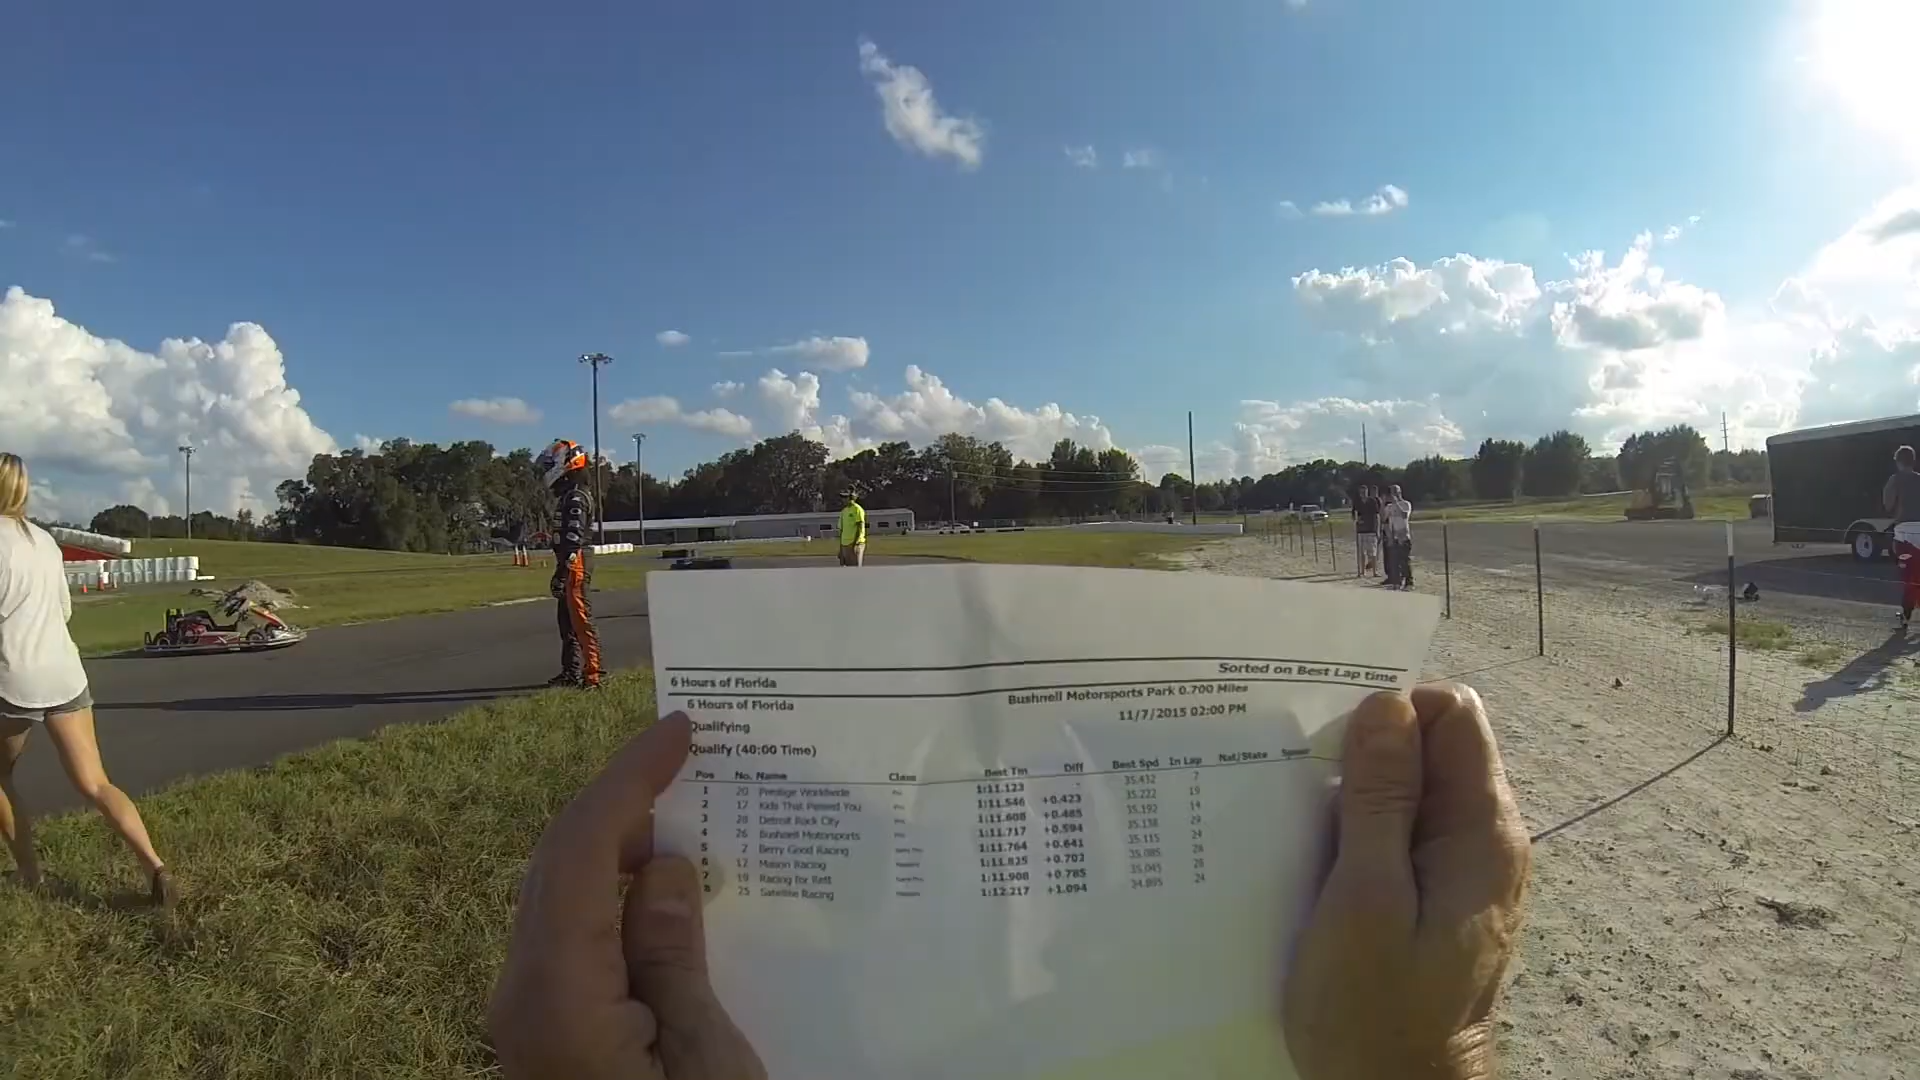 6 Hours of Florida Sorted on Best Lap time
6 Hours of Florida Bushnell Motorsports Park 0.700 Miles
Qualifying 11/7/2015 02:00 PM
Qualify (40:00 Time)
Pos No. Name Class Best Tm Diff Best Spd In Lap Nat/State
1 20 Prestige Worldwide Pro 1:11.123 35.432 7
2 17 Kids That Passed You Pro 1:11.546 +0.423 35.222 19
3 28 Detroit Rock City Pro 1:11.608 +0.485 35.192 14
4 26 Bushnell Motorsports Pro 1:11.717 +0.594 35.138 29
5 2 Berry Good Racing 1:11.764 +0.641 35.115 24
6 12 Mason Racing 1:11.825 +0.702 35.085 28
7 19 Racing for Rett 1:11.908 +0.785 35.045 28
8 25 Satellite Racing 1:12.217 +1.094 34.895 24